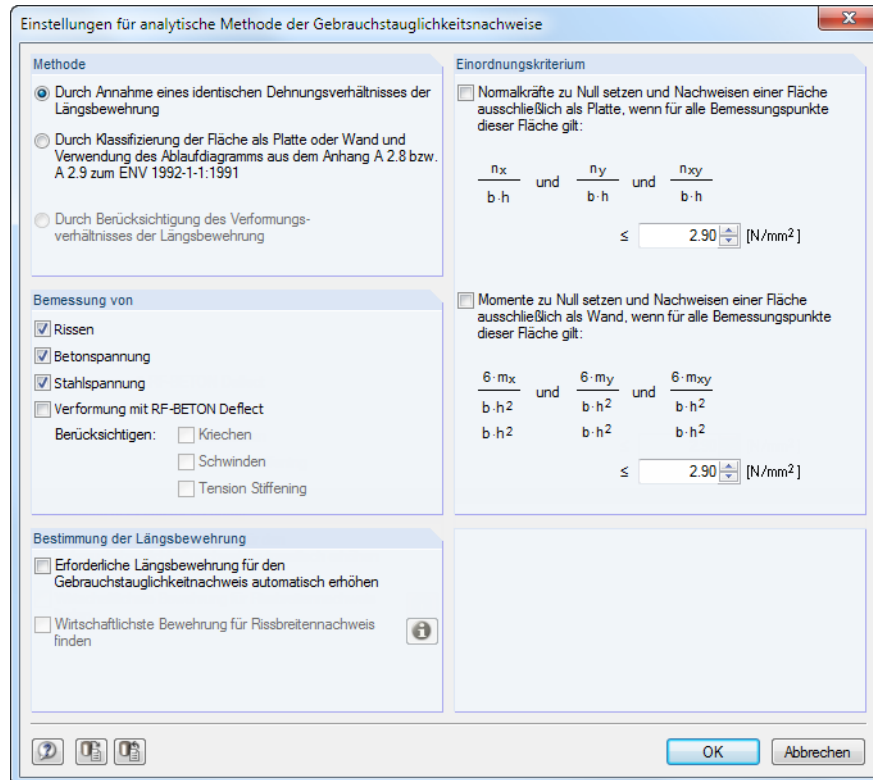 Einstellungen für analytische Methode der Gebrauchstauglichkeitsnachweise
Methode
Durch Annahme eines identischen Dehnungsverhältnisses der
Längsbewehrung
Durch Klassifizierung der Fläche als Platte oder Wand und
Verwendung des Ablaufdiagramms aus dem Anhang A 2.8 bzw.
A 2.9 zum ENV 1992-1-1:1991
Durch Berücksichtigung des Verformungs-
verhältnisses der Längsbewehrung
Bemessung von
Rissen
Betonspannung
Stahlspannung
Verformung mit RF-BETON Deflect
Berücksichtigen: Kriechen
Schwinden
Tension Stiffening
Bestimmung der Längsbewehrung
Erforderliche Längsbewehrung für den
Gebrauchstauglichkeitnachweis automatisch erhöhen
Wirtschaftlichste Bewehrung für Rissbreitennachweis
finden
Einordnungskriterium
Normalkräfte zu Null setzen und Nachweisen einer Fläche
ausschließlich als Platte, wenn für alle Bemessungspunkte
dieser Fläche gilt:
nx ny nxy
und und
b·h b·h b·h
≤ 2.90 [N/mm²]
Momente zu Null setzen und Nachweisen einer Fläche
ausschließlich als Wand, wenn für alle Bemessungspunkte
dieser Fläche gilt:
6·mx 6·my 6·mxy
und und
b·h² b·h² b·h²
b·h² b·h² b·h²
≤ 2.90 [N/mm²]
OK Abbrechen